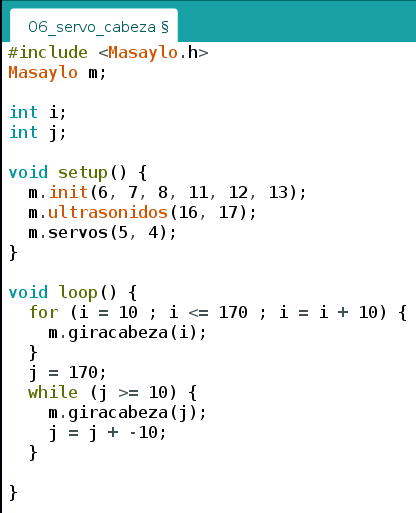 06_servo_cabeza §
#include <Masaylo.h>
Masaylo m;
int i;
int j;
void setup() {
  m.init(6, 7, 8, 11, 12, 13);
  m.ultrasonidos(16, 17);
  m.servos(5, 4);
}
void loop() {
  for (i = 10 ; i <= 170 ; i = i + 10) {
    m.giracabeza(i);
  }
  j = 170;
  while (j >= 10) {
    m.giracabeza(j);
    j = j + -10;
  }
}